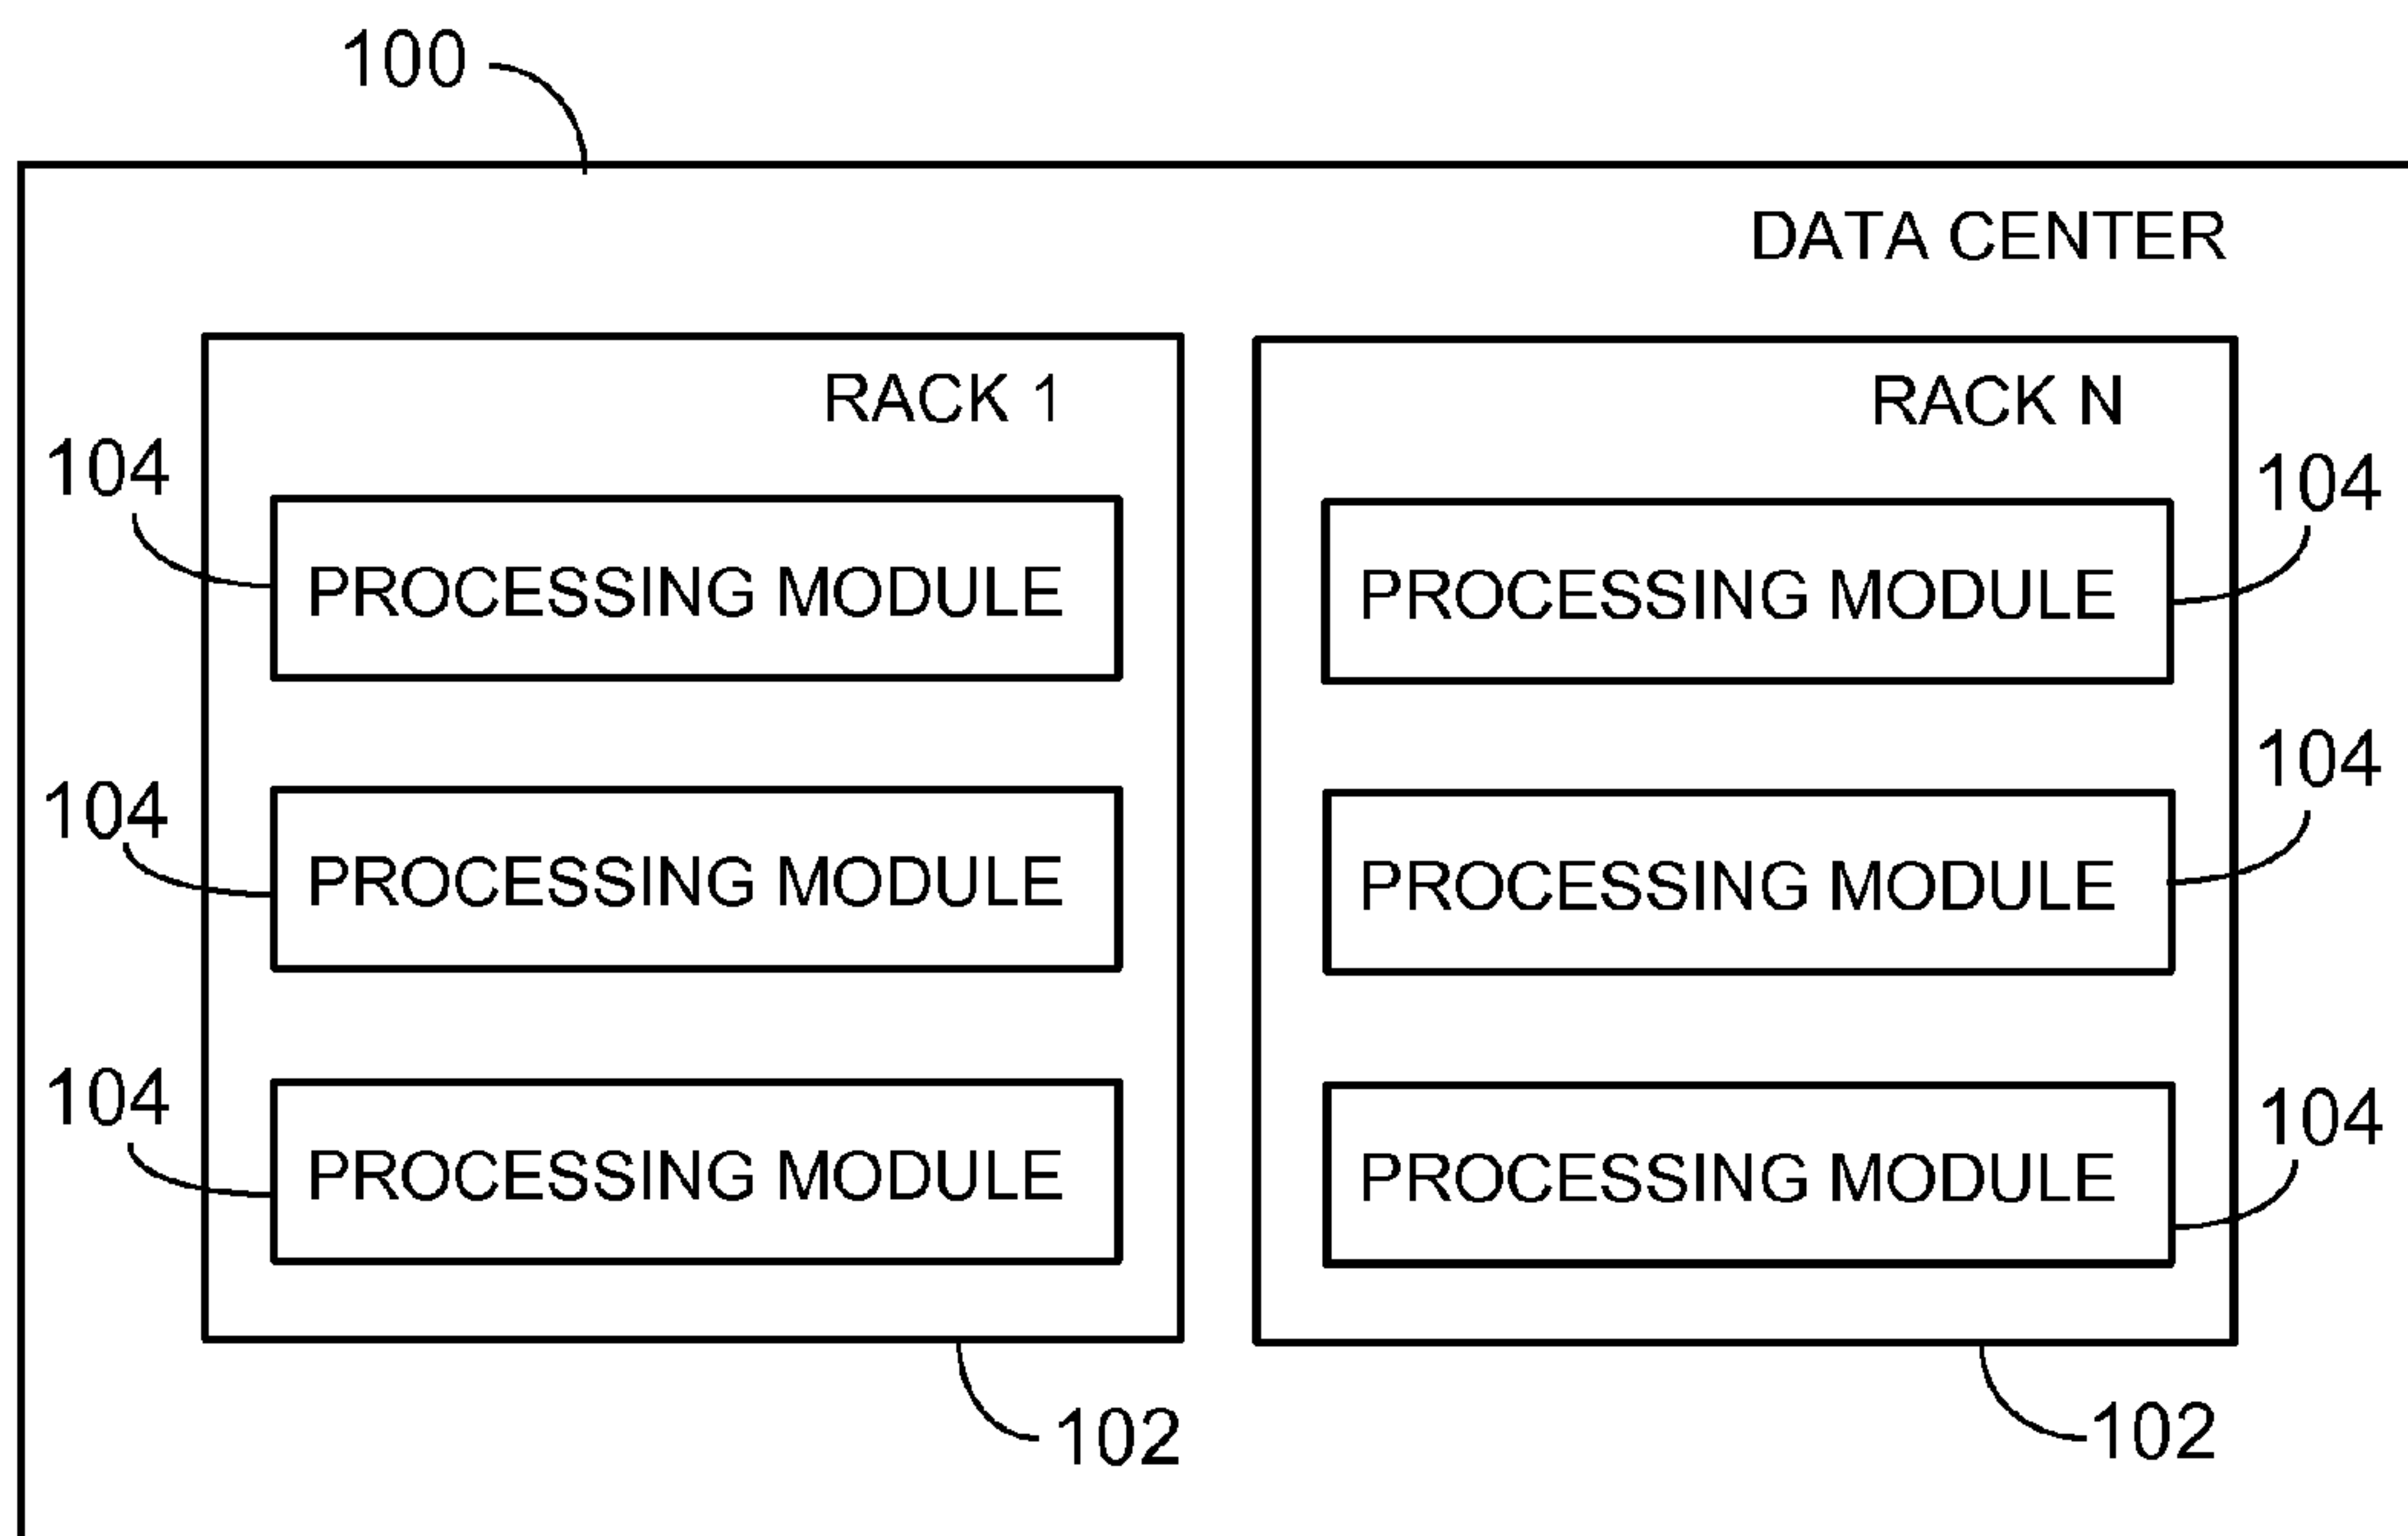 100
DATA CENTER
RACK 1
RACK N
104
PROCESSING MODULE
PROCESSING MODULE
104
104
PROCESSING MODULE
PROCESSING MODULE
104
104
PROCESSING MODULE
PROCESSING MODULE
104
102
102